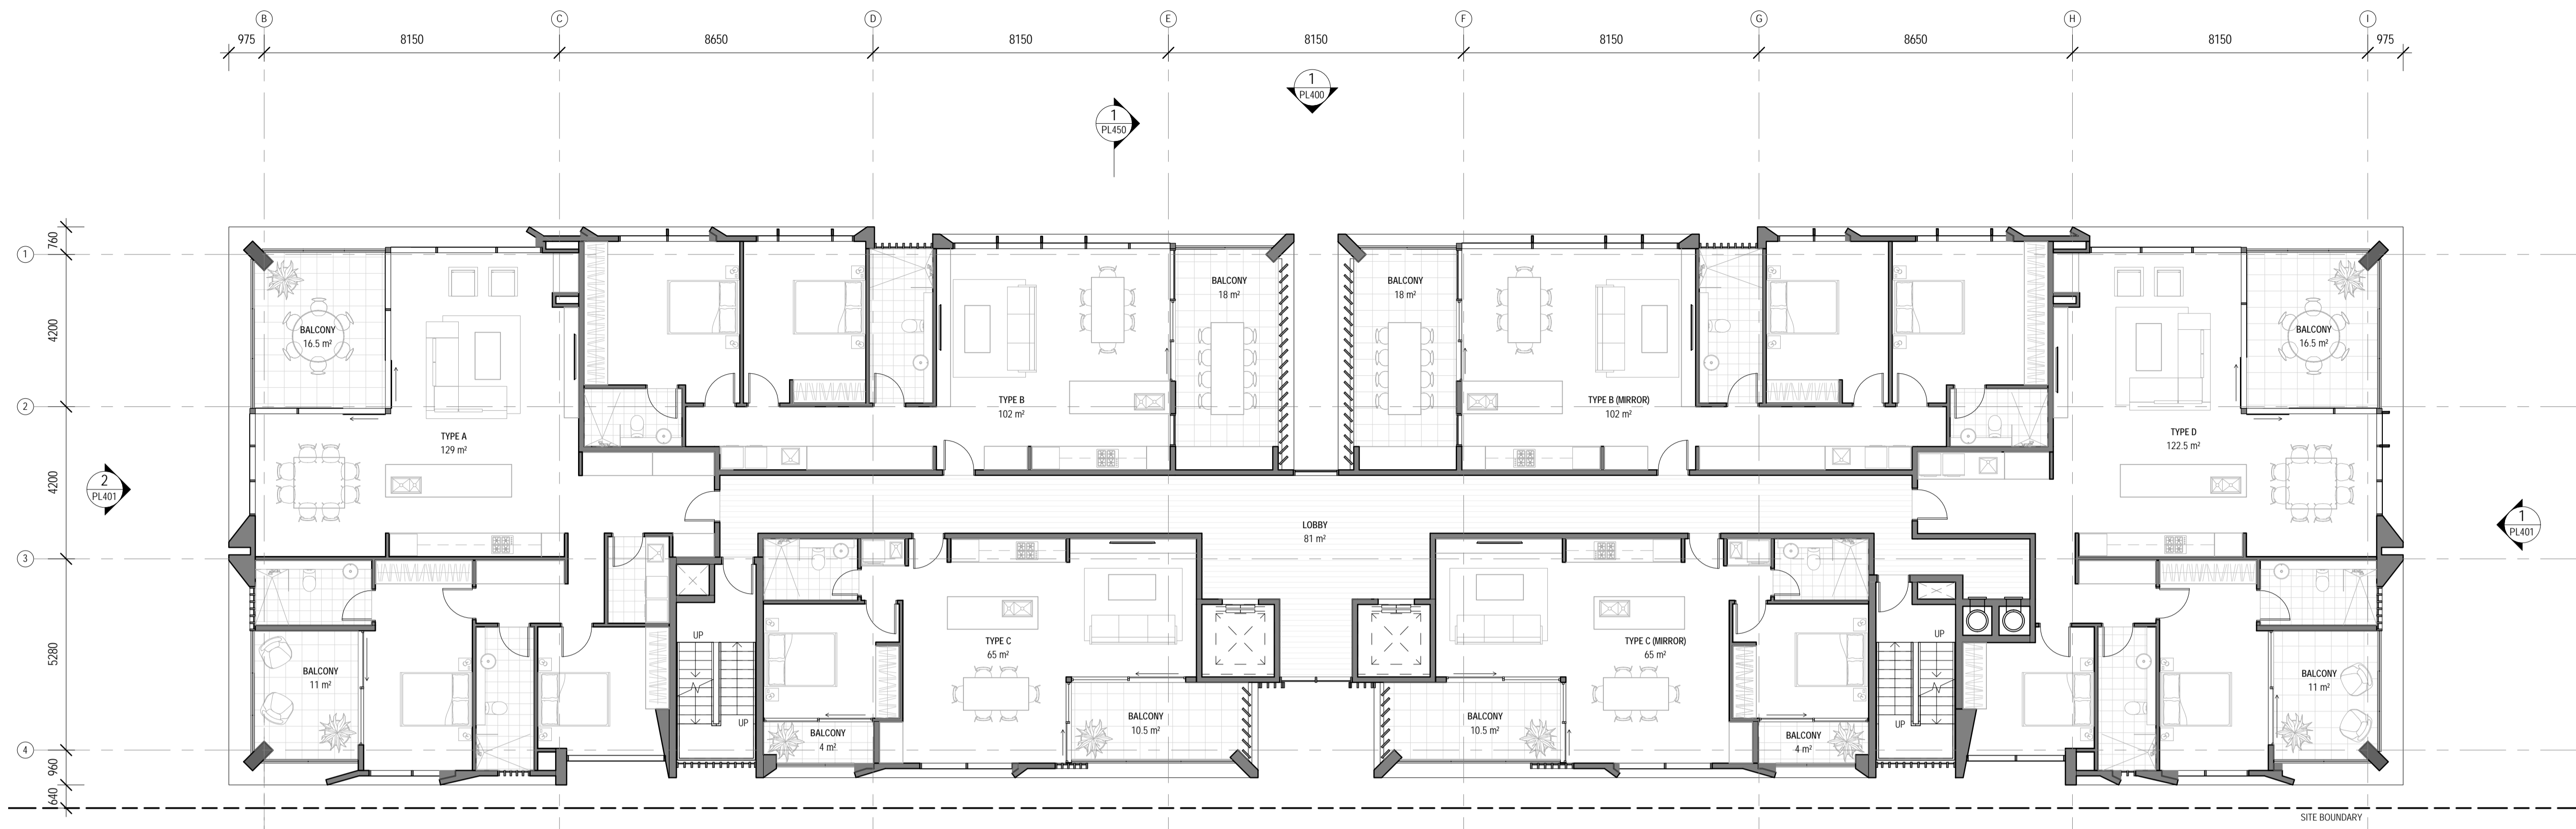 B C D E F G H I
975 8150 8650 8150 8150 8150 8650 8150 975
1
PL400
1
PL450
760
1
4200
2
4200
3
5280
4
960
640
2
PL401
1
PL401
BALCONY
16.5 m²
TYPE A
129 m²
BALCONY
11 m²
TYPE B
102 m²
BALCONY
18 m²
BALCONY
18 m²
TYPE B (MIRROR)
102 m²
TYPE D
122.5 m²
BALCONY
16.5 m²
LOBBY
81 m²
UP
UP
TYPE C
65 m²
BALCONY
4 m²
BALCONY
10.5 m²
BALCONY
10.5 m²
TYPE C (MIRROR)
65 m²
BALCONY
4 m²
UP
UP
BALCONY
11 m²
SITE BOUNDARY